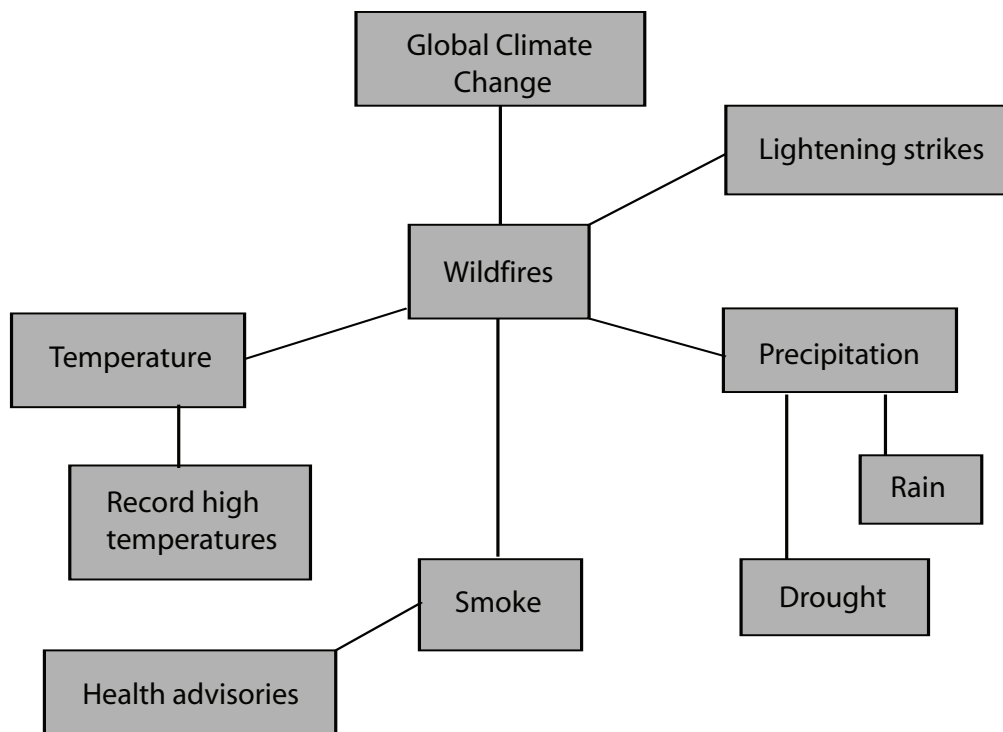 Global Climate
Change
Lightening strikes
Wildfires
Temperature
Precipitation
Record high
temperatures
Rain
Smoke
Drought
Health advisories